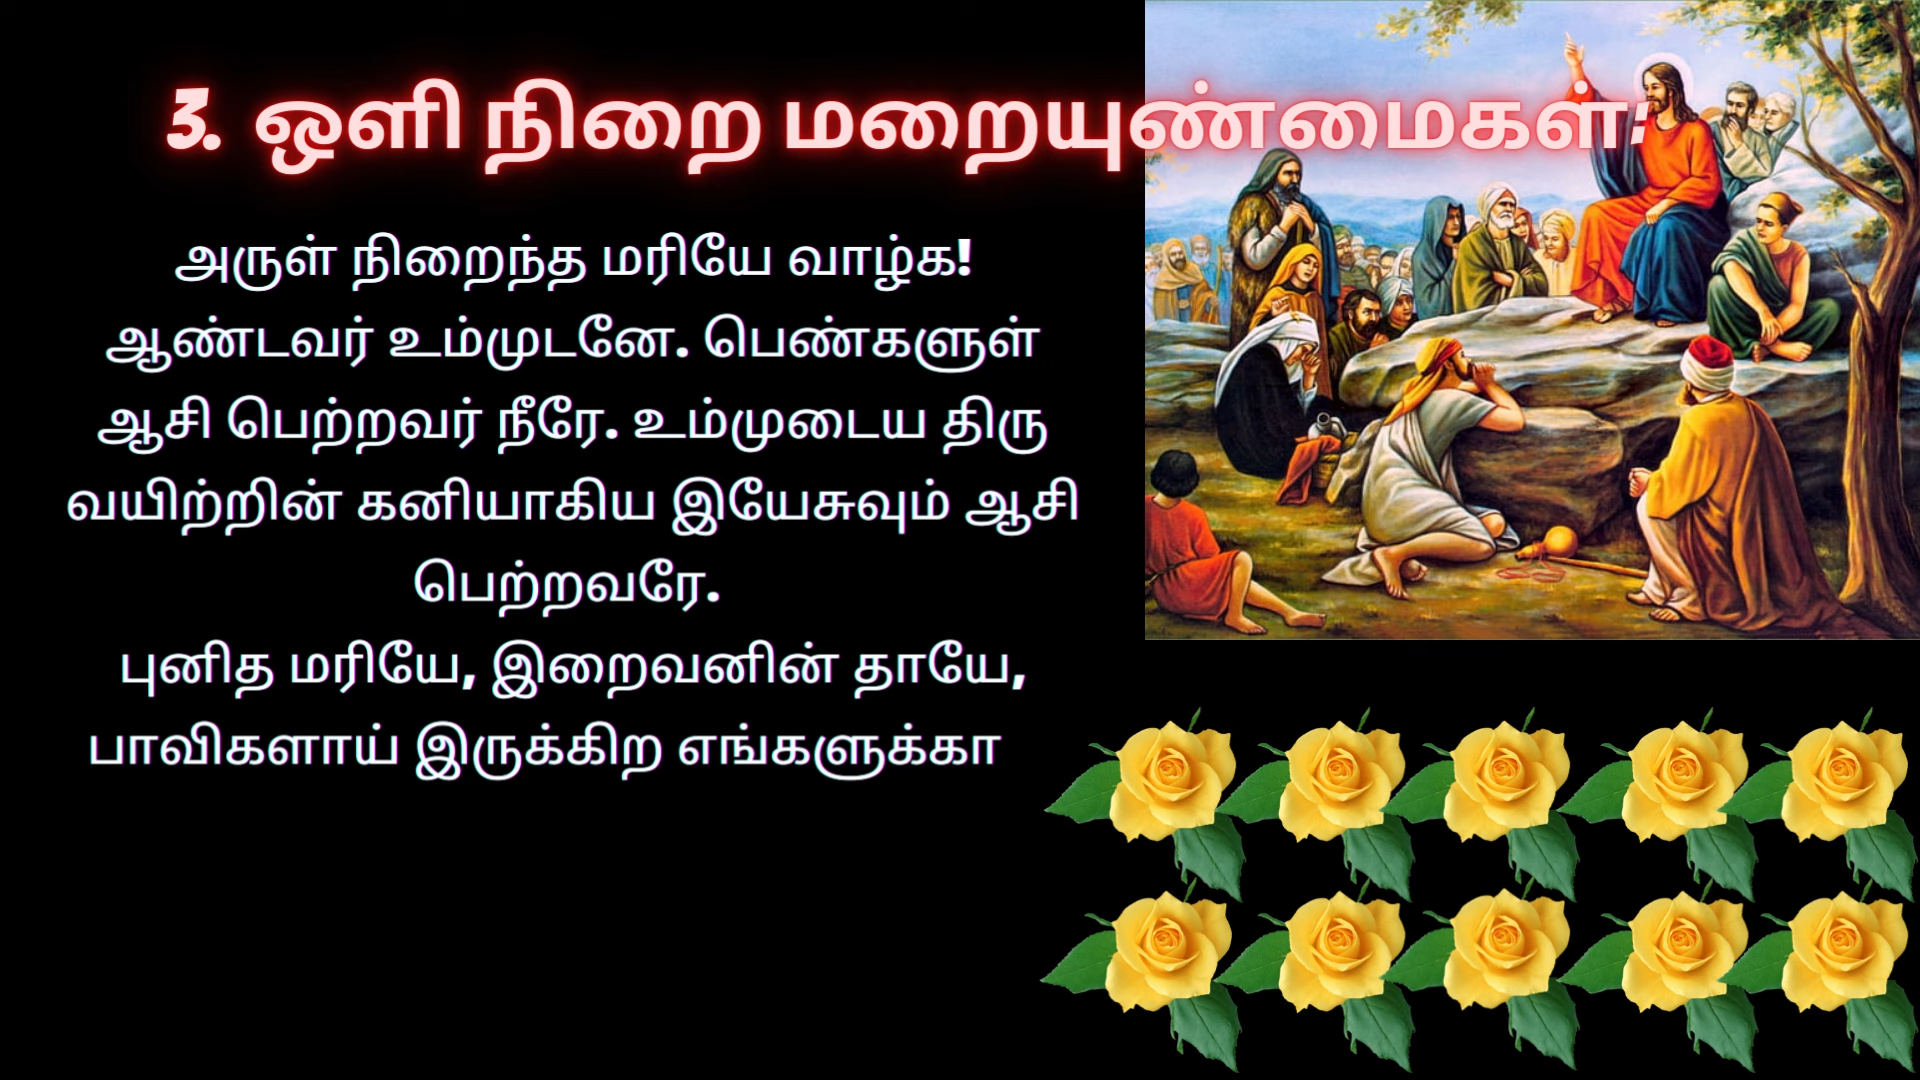 3. ஒளி நிறை மறையுண்மைகள்:
அருள் நிறைந்த மரியே வாழ்க!
ஆண்டவர் உம்முடனே. பெண்களுள்
ஆசி பெற்றவர் நீரே. உம்முடைய திரு
வயிற்றின் கனியாகிய இயேசுவும் ஆசி
பெற்றவரே.
புனித மரியே, இறைவனின் தாயே,
பாவிகளாய் இருக்கிற எங்களுக்கா